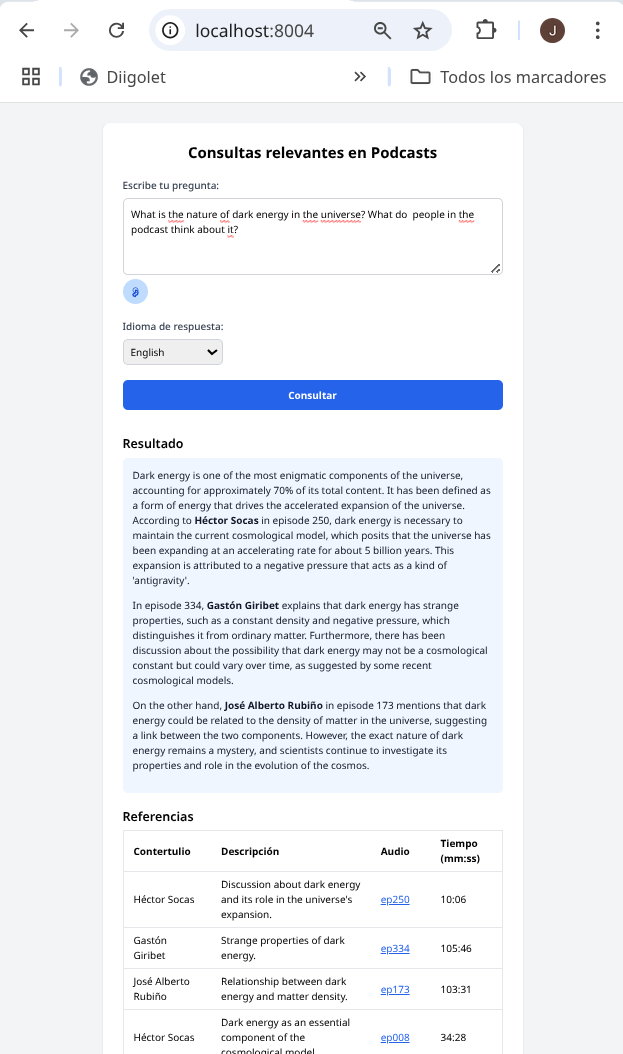 localhost:8004
J
Diigolet
»
Todos los marcadores
Consultas relevantes en Podcasts
Escribe tu pregunta:
What is the nature of dark energy in the universe? What do  people in the
podcast think about it?
Idioma de respuesta:
English
Consultar
Resultado
Dark energy is one of the most enigmatic components of the universe,
accounting for approximately 70% of its total content. It has been defined as
a form of energy that drives the accelerated expansion of the universe.
According to Héctor Socas in episode 250, dark energy is necessary to
maintain the current cosmological model, which posits that the universe has
been expanding at an accelerating rate for about 5 billion years. This
expansion is attributed to a negative pressure that acts as a kind of
'antigravity'.
In episode 334, Gastón Giribet explains that dark energy has strange
properties, such as a constant density and negative pressure, which
distinguishes it from ordinary matter. Furthermore, there has been
discussion about the possibility that dark energy may not be a cosmological
constant but could vary over time, as suggested by some recent
cosmological models.
On the other hand, José Alberto Rubiño in episode 173 mentions that dark
energy could be related to the density of matter in the universe, suggesting
a link between the two components. However, the exact nature of dark
energy remains a mystery, and scientists continue to investigate its
properties and role in the evolution of the cosmos.
Referencias
Contertulio Descripción Audio Tiempo
(mm:ss)
Discussion about dark energy
Héctor Socas and its role in the universe's ep250 10:06
expansion.
Gastón Strange properties of dark
Giribet energy. ep334 105:46
José Alberto Relationship between dark
Rubiño energy and matter density. ep173 103:31
Dark energy as an essential
Héctor Socas component of the ep008 34:28
cosmological model